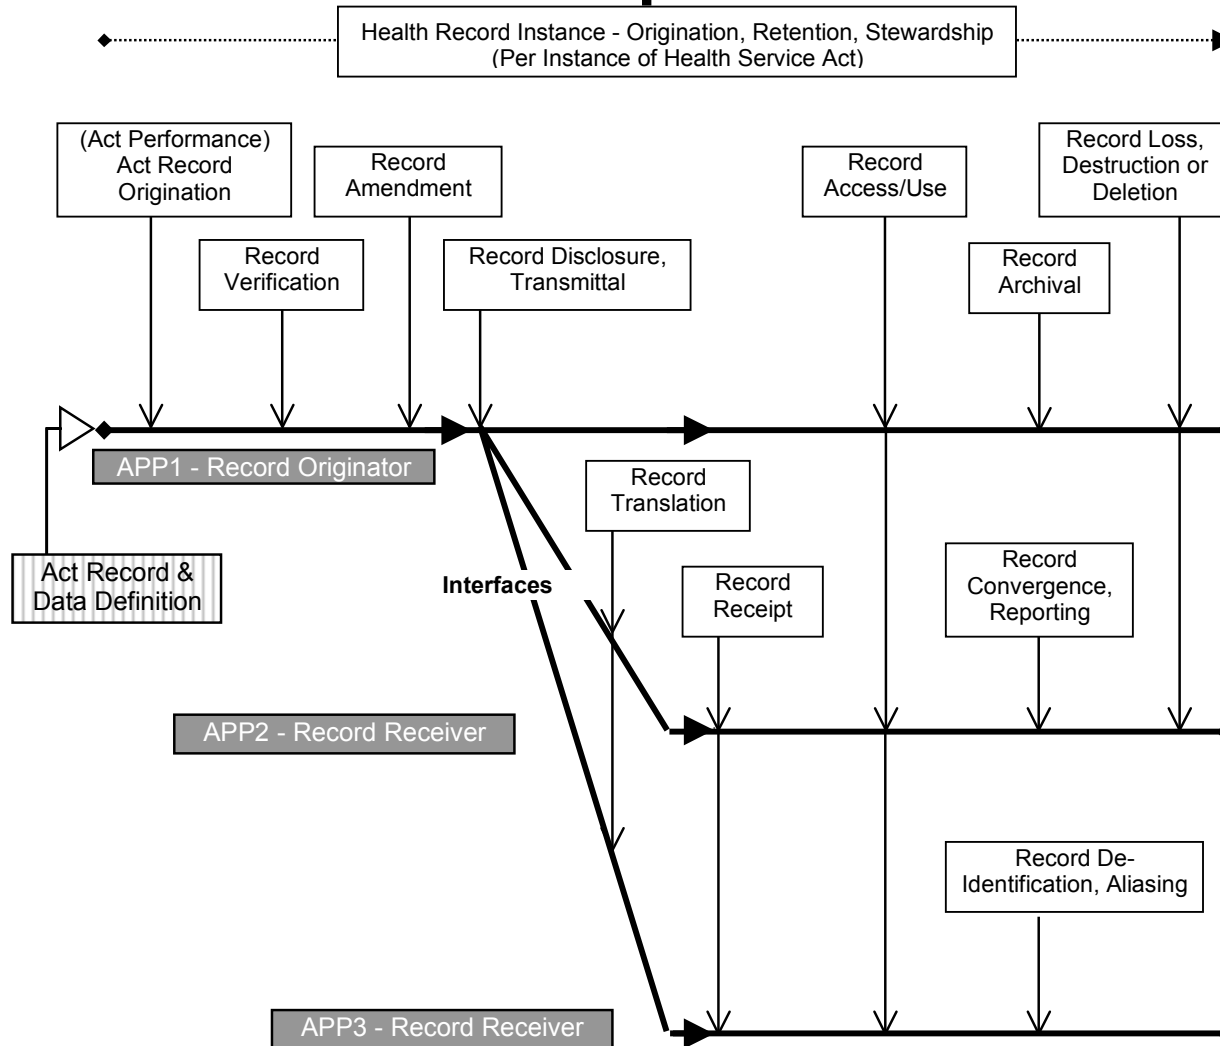 Health Record Instance - Origination, Retention, Stewardship
(Per Instance of Health Service Act)
(Act Performance)
Act Record
Origination
Record
Amendment
Record
Access/Use
Record Loss,
Destruction or
Deletion
Record
Verification
Record Disclosure,
Transmittal
Record
Archival
APP1 - Record Originator
Record
Translation
Act Record &
Data Definition
Interfaces
Record
Receipt
Record
Convergence,
Reporting
APP2 - Record Receiver
Record De-
Identification, Aliasing
APP3 - Record Receiver